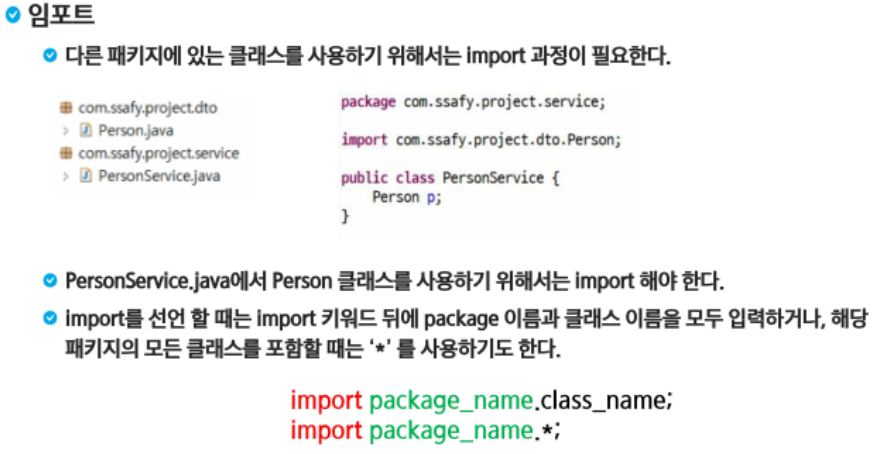 임포트
다른 패키지에 있는 클래스를 사용하기 위해서는 import 과정이 필요한다.
com.ssafy.project.dto
Person.java
com.ssafy.project.service
PersonService.java
package com.ssafy.project.service;
import com.ssafy.project.dto.Person;
public class PersonService {
Person p;
}
PersonService.java에서 Person 클래스를 사용하기 위해서는 import 해야 한다.
import를 선언 할 때는 import 키워드 뒤에 package 이름과 클래스 이름을 모두 입력하거나, 해당
패키지의 모든 클래스를 포함할 때는 ‘*’ 를 사용하기도 한다.
import package_name.class_name;
import package_name.*;